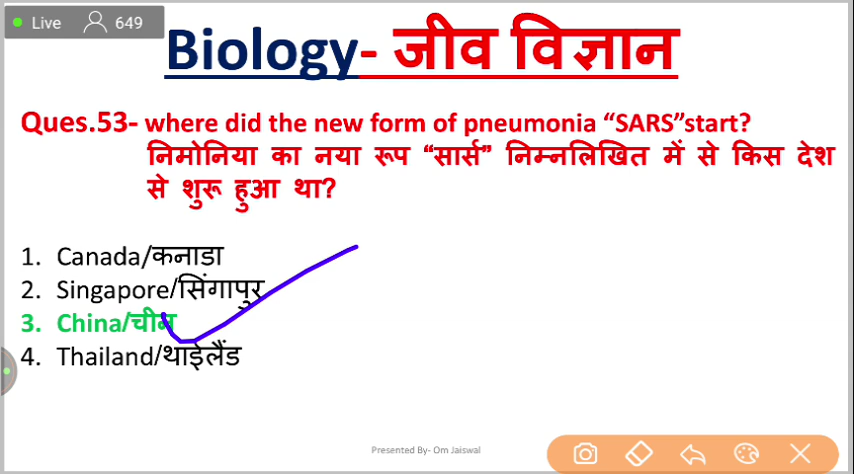 Live 649
Biology- जीव विज्ञान
Ques.53- where did the new form of pneumonia “SARS”start?
निमोनिया का नया रूप “सार्स” निम्नलिखित में से किस देश
से शुरू हुआ था?
1. Canada/कनाडा
2. Singapore/सिंगापुर
3. China/चीन
4. Thailand/थाईलैंड
Presented By- Om Jaiswal